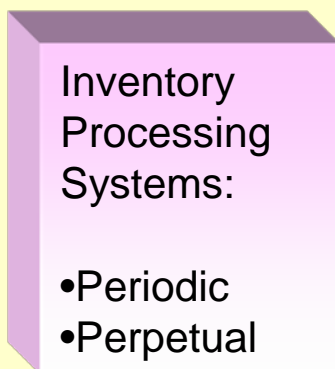 Inventory
Processing
Systems:
•Periodic
•Perpetual